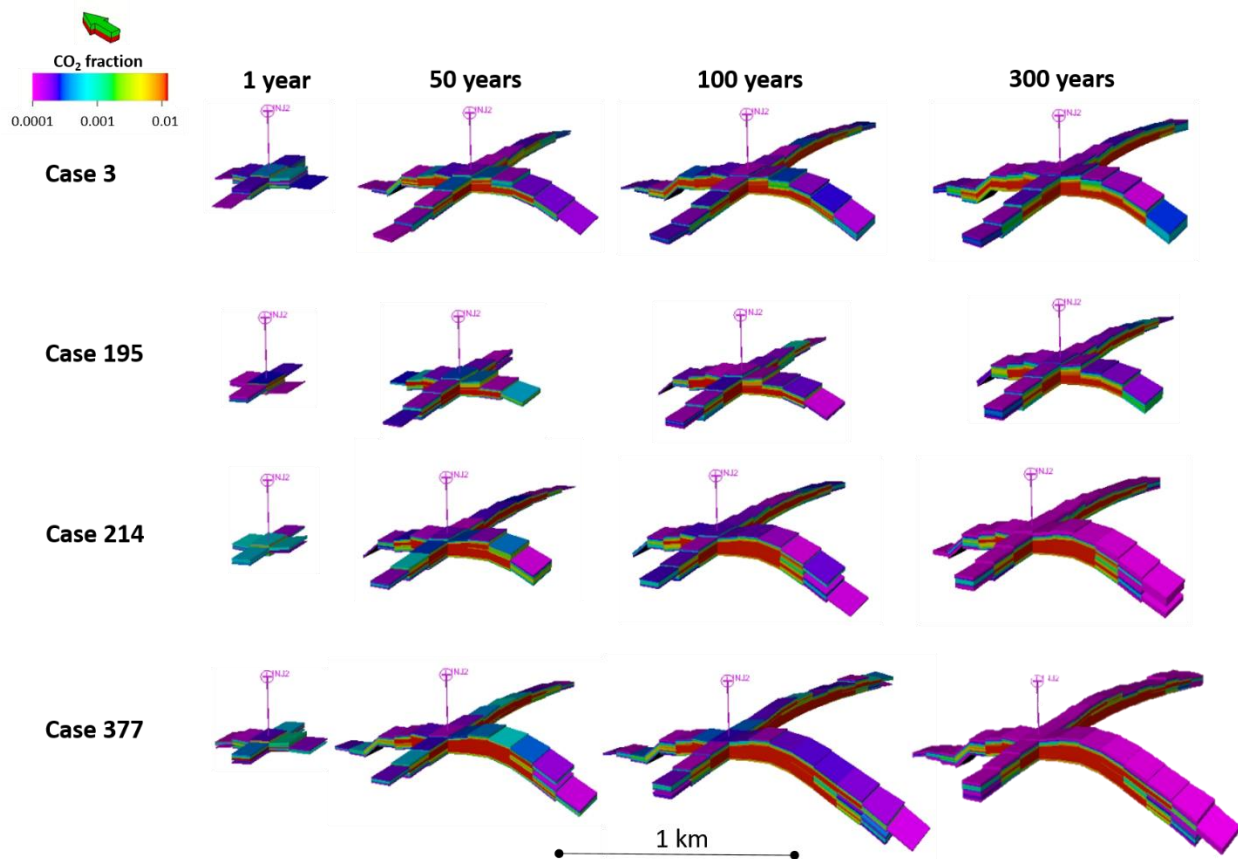 CO₂ fraction
0.0001 0.001 0.01
1 year 50 years 100 years 300 years
Case 3
INJ2 INJ2 INJ2 INJ2
Case 195
INJ2 INJ2 INJ2 INJ2
Case 214
INJ2 INJ2 INJ2 INJ2
Case 377
INJ2 INJ2 INJ2
1 km